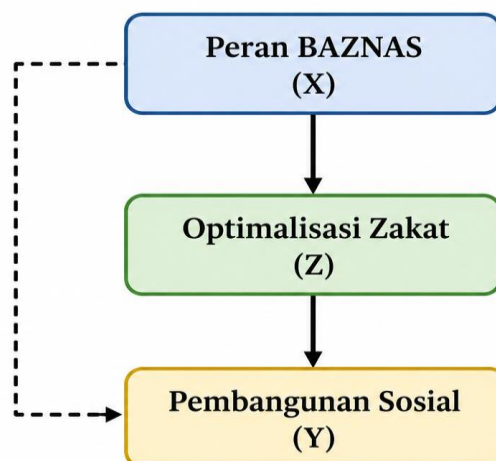 Peran BAZNAS
(X)
Optimalisasi Zakat
(Z)
Pembangunan Sosial
(Y)